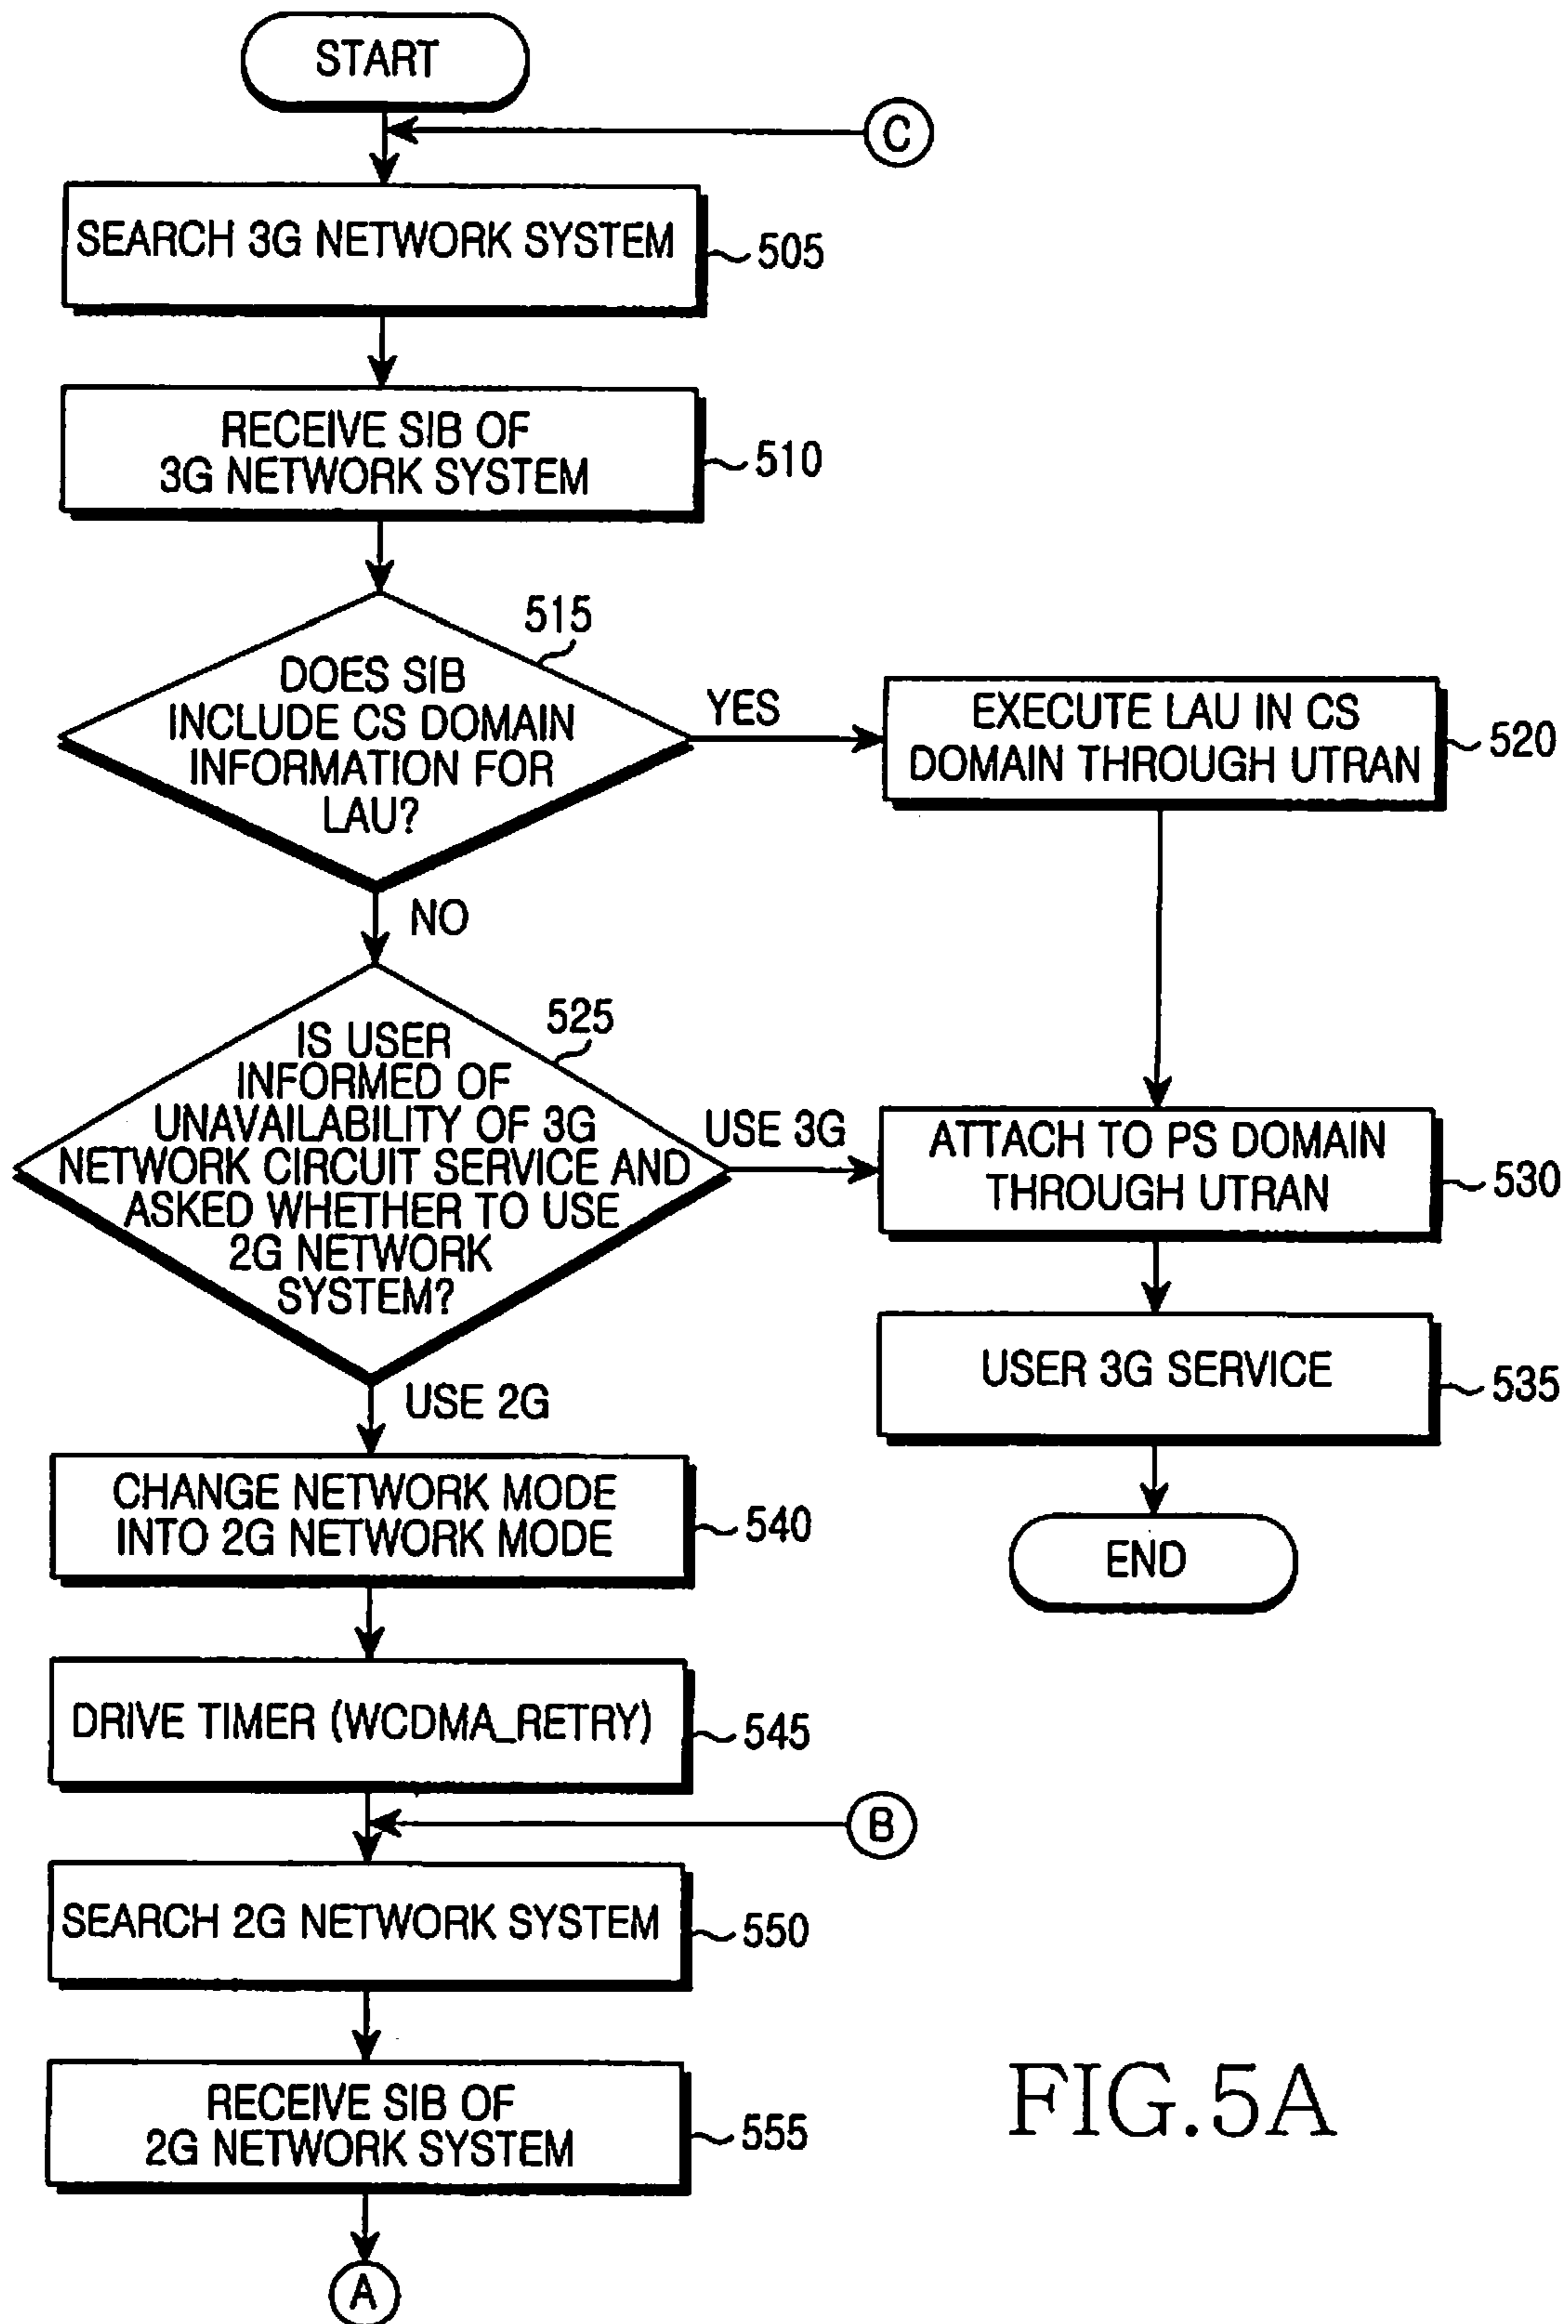 START
C
SEARCH 3G NETWORK SYSTEM
505
RECEIVE SIB OF
3G NETWORK SYSTEM
510
515
DOES SIB
INCLUDE CS DOMAIN
INFORMATION FOR
LAU?
YES
EXECUTE LAU IN CS
DOMAIN THROUGH UTRAN
520
NO
525
IS USER
INFORMED OF
UNAVAILABILITY OF 3G
NETWORK CIRCUIT SERVICE AND
ASKED WHETHER TO USE
2G NETWORK
SYSTEM?
USE 3G
ATTACH TO PS DOMAIN
THROUGH UTRAN
530
USER 3G SERVICE
535
USE 2G
CHANGE NETWORK MODE
INTO 2G NETWORK MODE
540
END
DRIVE TIMER (WCDMA_RETRY)
545
B
SEARCH 2G NETWORK SYSTEM
550
RECEIVE SIB OF
2G NETWORK SYSTEM
555
A
FIG.5A